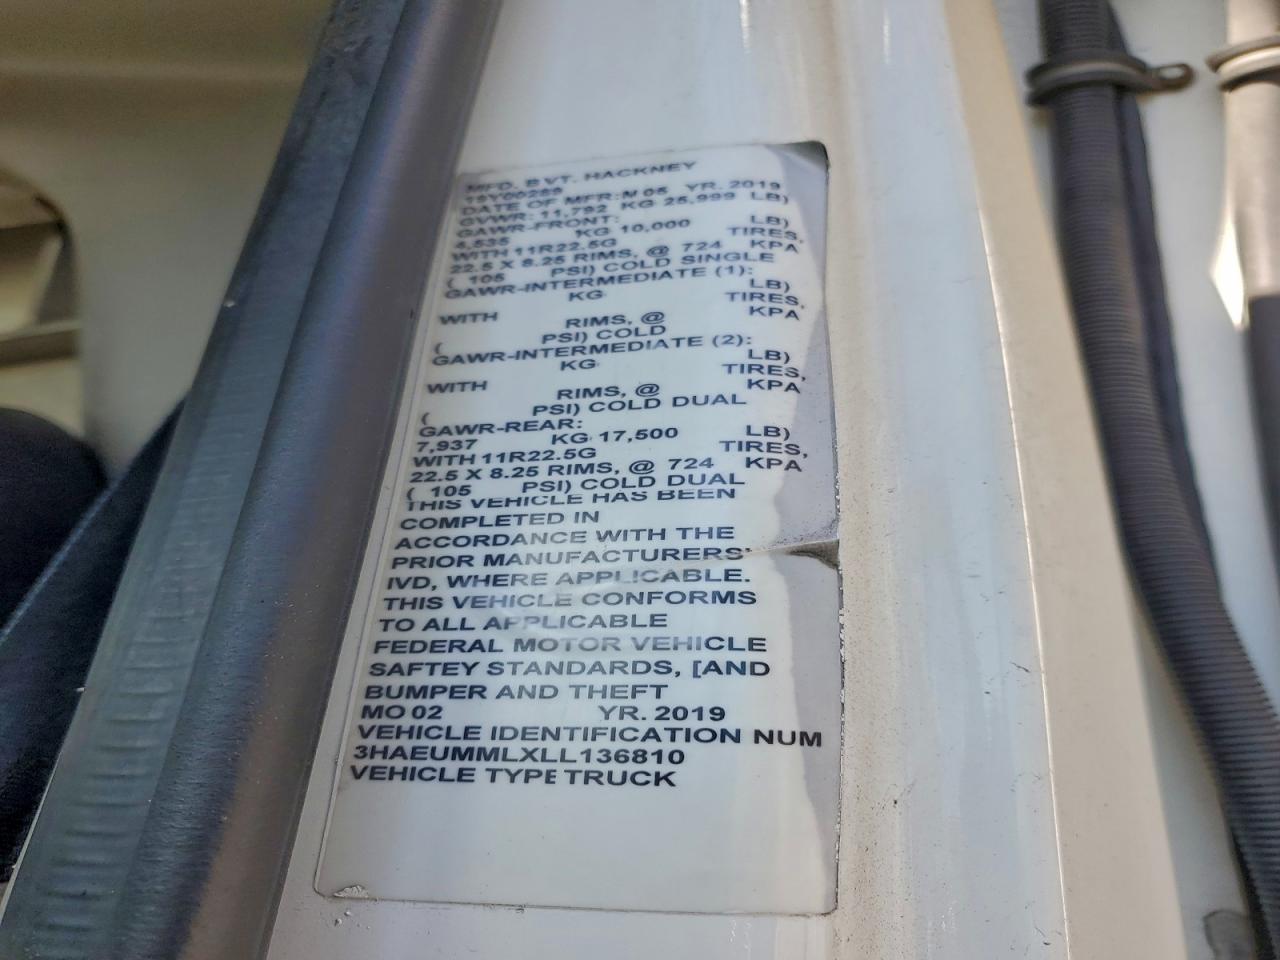 MFD. B VT. HACKNEY
19Y00289
DATE OF MFR: M 05 YR. 2019
GVWR: 11,792 KG 25,999 LB)
GAWR-FRONT:
4,535 KG 10,000 LB)
WITH 11R22.5G TIRES,
22.5 X 8.25 RIMS, @ 724 KPA
( 105 PSI) COLD SINGLE
GAWR-INTERMEDIATE (1):
KG LB)
WITH TIRES,
RIMS, @ KPA
( PSI) COLD
GAWR-INTERMEDIATE (2):
KG LB)
WITH TIRES,
RIMS, @ KPA
( PSI) COLD DUAL
GAWR-REAR:
7,937 KG 17,500 LB)
WITH 11R22.5G TIRES,
22.5 X 8.25 RIMS, @ 724 KPA
( 105 PSI) COLD DUAL
THIS VEHICLE HAS BEEN
COMPLETED IN
ACCORDANCE WITH THE
PRIOR MANUFACTURERS'
IVD, WHERE APPLICABLE.
THIS VEHICLE CONFORMS
TO ALL APPLICABLE
FEDERAL MOTOR VEHICLE
SAFTEY STANDARDS, [AND
BUMPER AND THEFT
MO 02 YR. 2019
VEHICLE IDENTIFICATION NUM
3HAEUMMLXLL136810
VEHICLE TYPE TRUCK